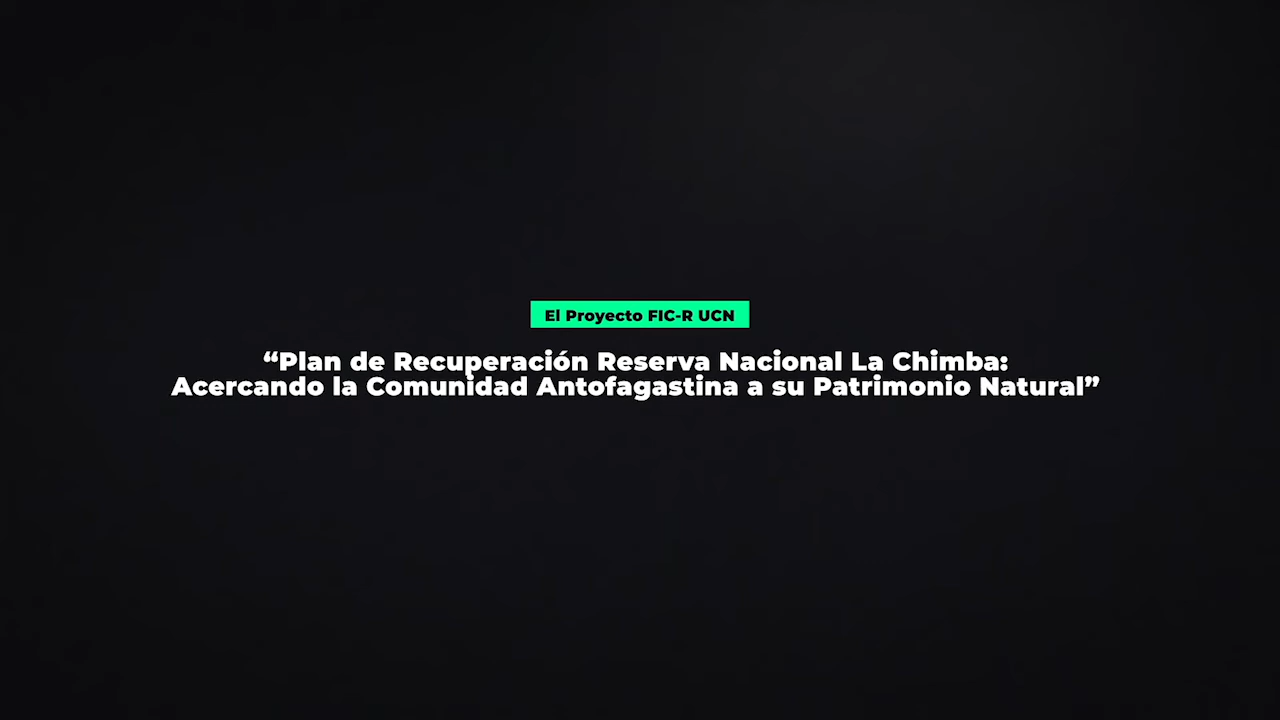 El Proyecto FIC-R UCN
“Plan de Recuperación Reserva Nacional La Chimba:
Acercando la Comunidad Antofagastina a su Patrimonio Natural”